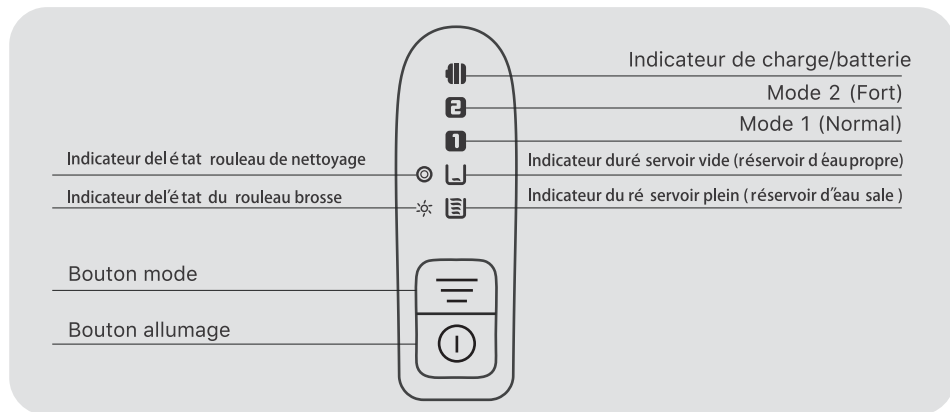 Indicateur de charge/batterie
Mode 2 (Fort)
2
Mode 1 (Normal)
1
Indicateur del é tat rouleau de nettoyage
Indicateur duré servoir vide (réservoir d'éau propre)
Indicateur del'é tat du rouleau brosse
Indicateur du ré servoir plein (réservoir d'eau sale )
Bouton mode
Bouton allumage